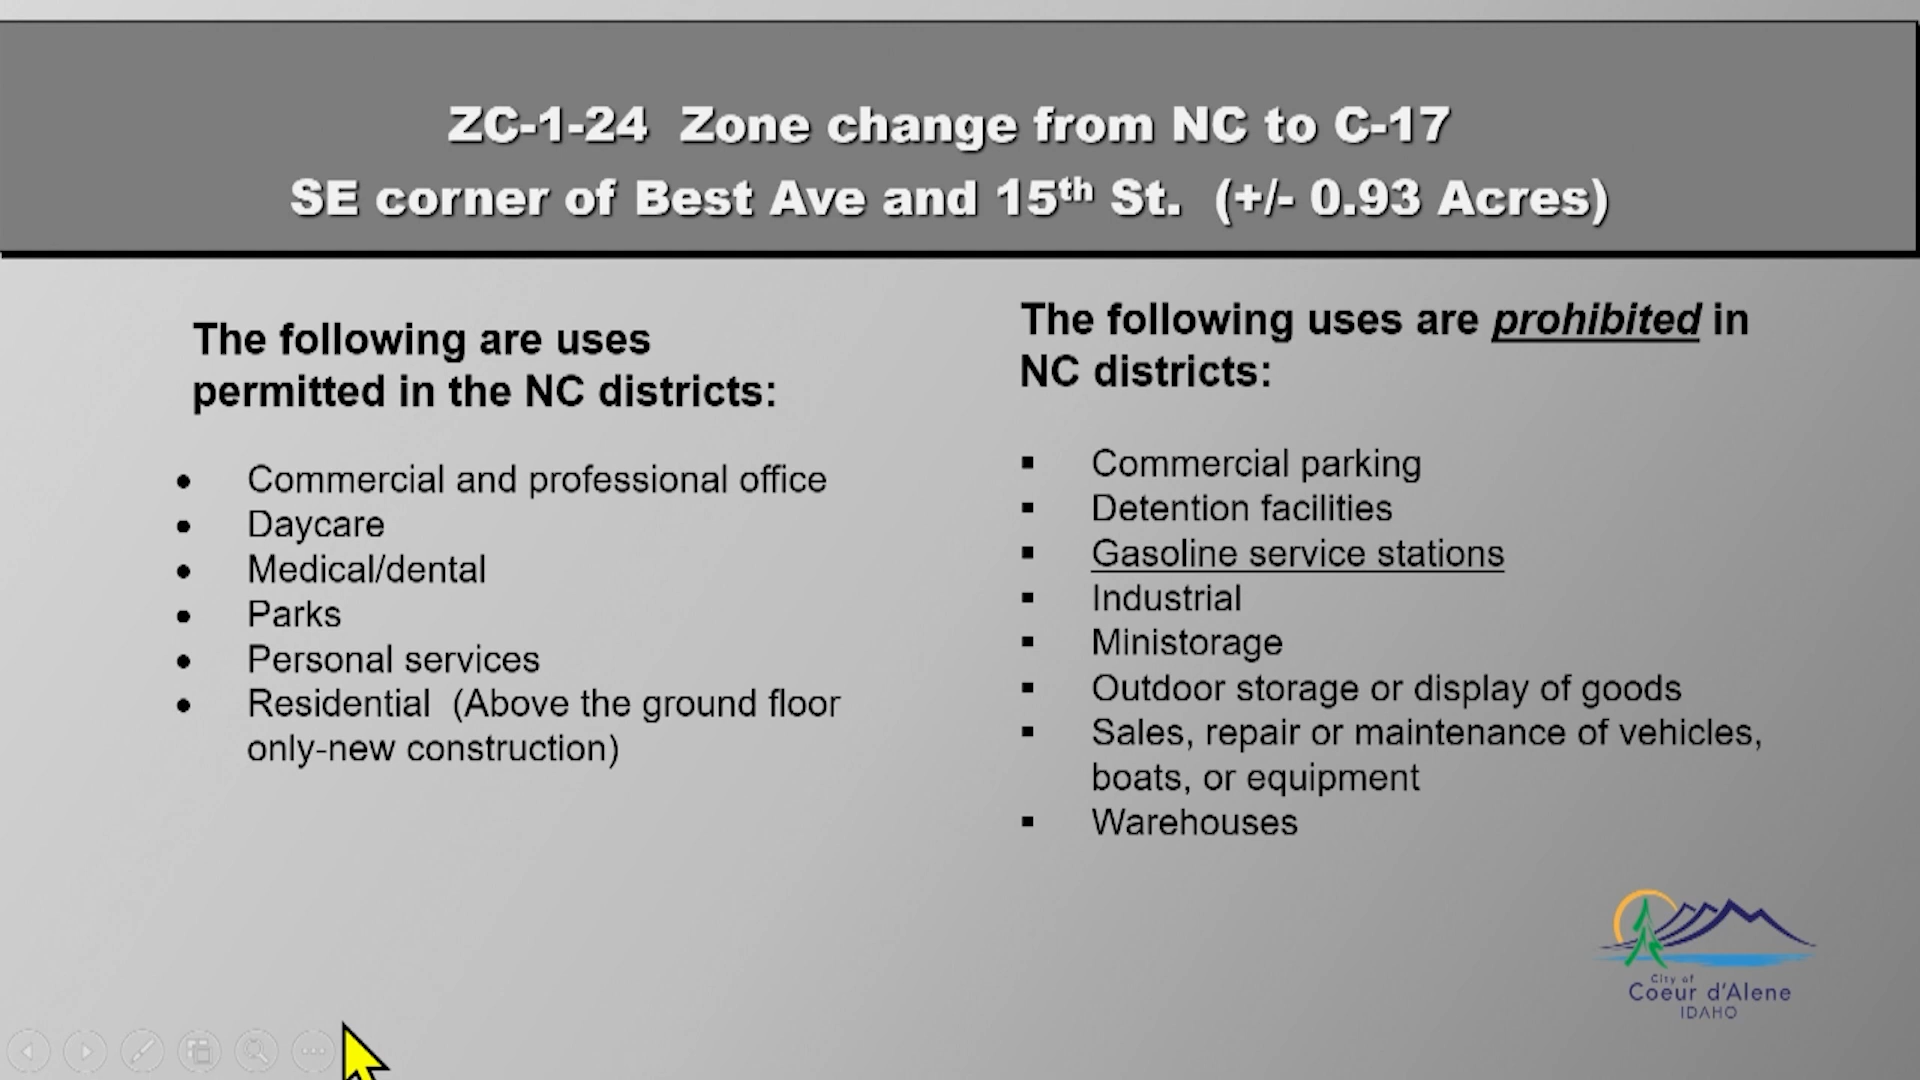 ZC-1-24 Zone change from NC to C-17
SE corner of Best Ave and 15th St. (+/- 0.93 Acres)
The following are uses
permitted in the NC districts:
• Commercial and professional office
• Daycare
• Medical/dental
• Parks
• Personal services
• Residential (Above the ground floor
only-new construction)
The following uses are prohibited in
NC districts:
▪ Commercial parking
▪ Detention facilities
▪ Gasoline service stations
▪ Industrial
▪ Ministorage
▪ Outdoor storage or display of goods
▪ Sales, repair or maintenance of vehicles,
boats, or equipment
▪ Warehouses
City of
Coeur d'Alene
IDAHO